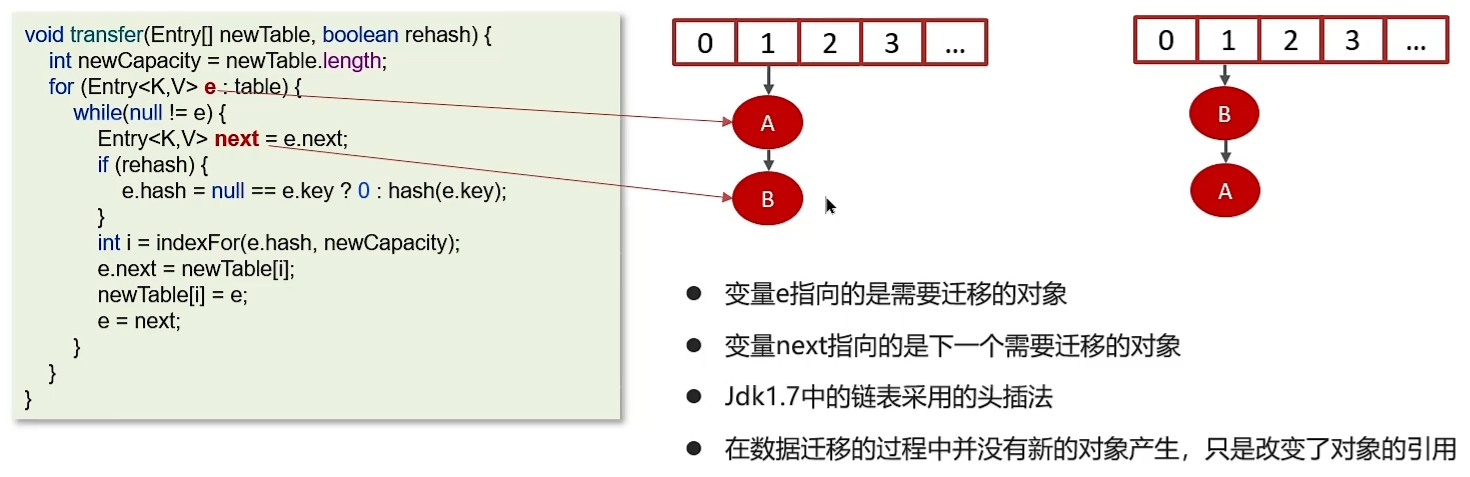 void transfer(Entry[] newTable, boolean rehash) {
int newCapacity = newTable.length;
for (Entry<K,V> e : table) {
while(null != e) {
Entry<K,V> next = e.next;
if (rehash) {
e.hash = null == e.key ? 0 : hash(e.key);
}
int i = indexFor(e.hash, newCapacity);
e.next = newTable[i];
newTable[i] = e;
e = next;
}
}
}
0 1 2 3 ...
A
B
0 1 2 3 ...
B
A
● 变量e指向的是需要迁移的对象
● 变量next指向的是下一个需要迁移的对象
● Jdk1.7中的链表采用的头插法
● 在数据迁移的过程中并没有新的对象产生，只是改变了对象的引用